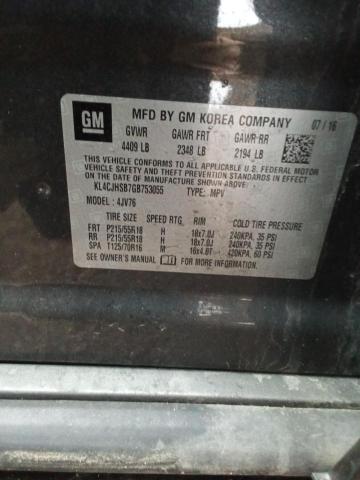 GM
MFD BY GM KOREA COMPANY 07/16
GVWR GAWR FRT GAWR RR
4409 LB 2348 LB 2194 LB
THIS VEHICLE CONFORMS TO ALL APPLICABLE U.S. FEDERAL MOTOR
VEHICLE SAFETY, BUMPER, AND THEFT PREVENTION STANDARDS IN EFFECT
ON THE DATE OF MANUFACTURE SHOWN ABOVE.
KL4CJHSB7GB753055 TYPE: MPV
MODEL: 4JV76
TIRE SIZE SPEED RTG RIM COLD TIRE PRESSURE
FRT P215/55R18 H 18x7.0J 240KPA, 35 PSI
RR P215/55R18 H 18x7.0J 240KPA, 35 PSI
SPA T125/70R16 M 16x4.0T 420KPA, 60 PSI
SEE OWNER'S MANUAL FOR MORE INFORMATION.